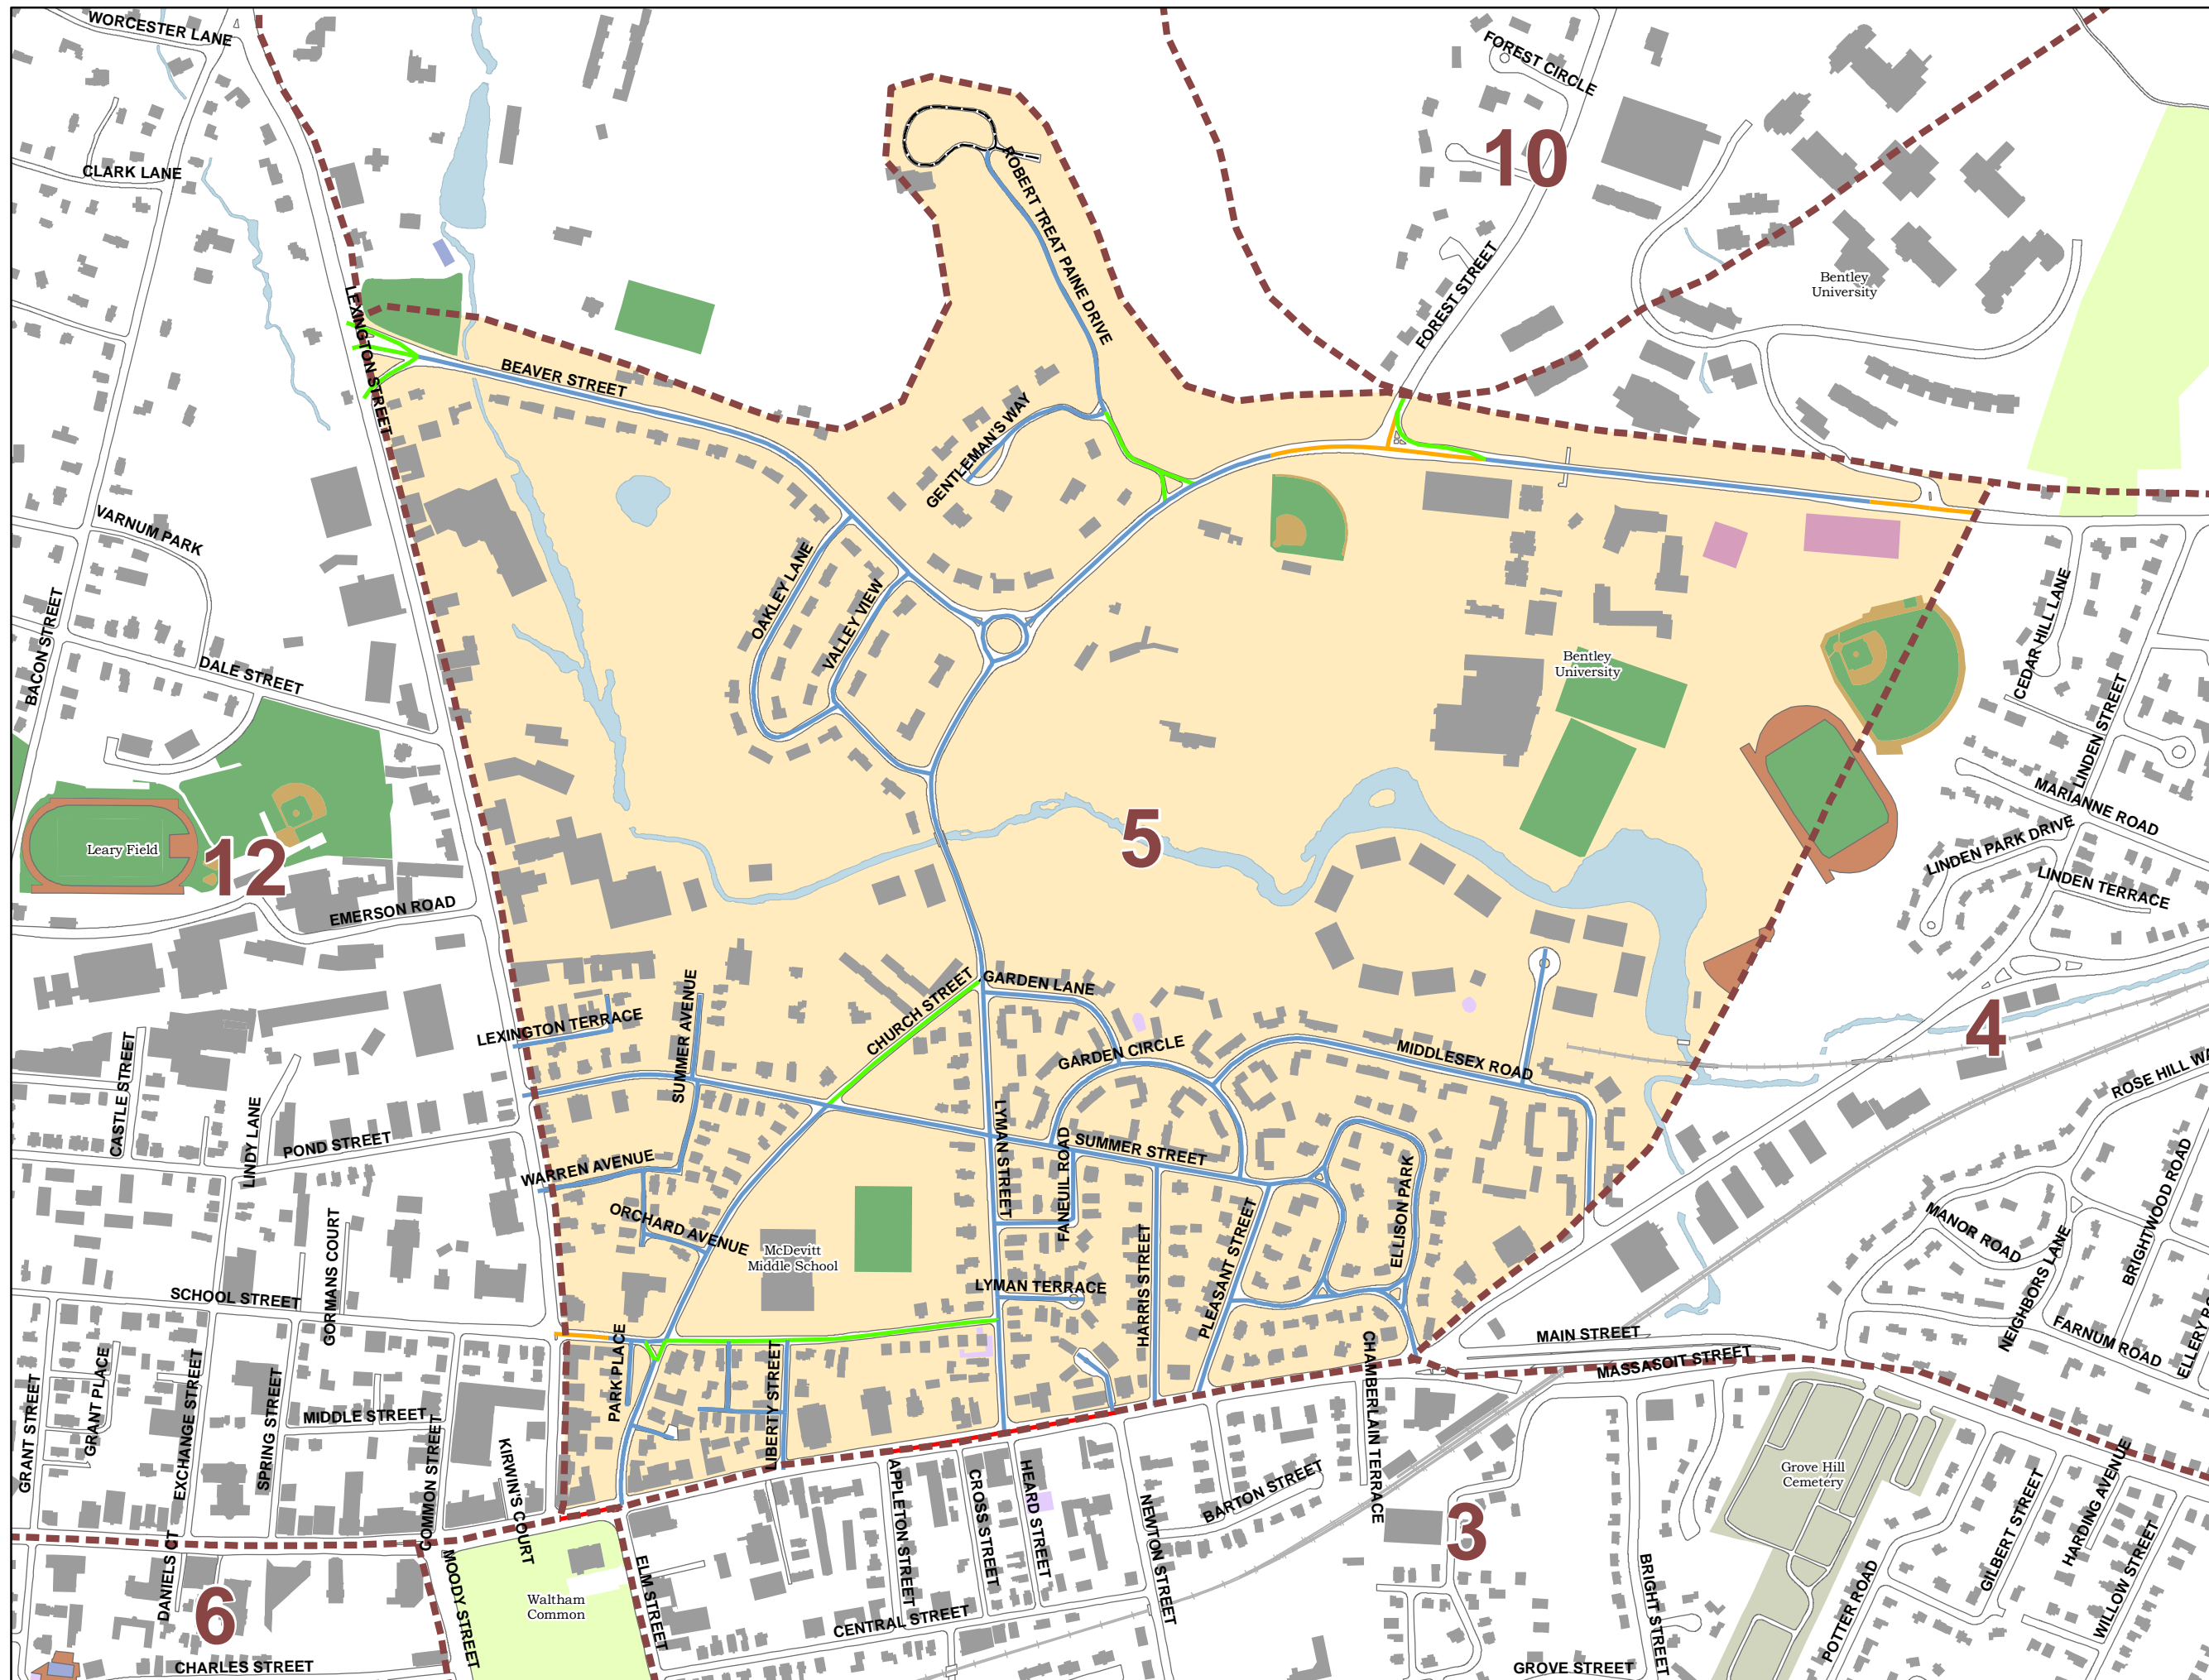 WORCESTER LANE
FOREST CIRCLE
10
CLARK LANE
ROBERT TREAT PAINE DRIVE
Bentley
University
FOREST STREET
LEXINGTON STREET
BEAVER STREET
GENTLEMAN'S WAY
VARNUM PARK
OAKLEY LANE
VALLEY VIEW
BACON STREET
DALE STREET
Bentley
University
CEDAR HILL LANE
LINDEN STREET
MARIANNE ROAD
LINDEN PARK DRIVE
LINDEN TERRACE
Leary Field
12
5
EMERSON ROAD
CHURCH STREET
GARDEN LANE
LEXINGTON TERRACE
SUMMER AVENUE
GARDEN CIRCLE
MIDDLESEX ROAD
4
ROSE HILL WA
CASTLE STREET
LINDY LANE
POND STREET
WARREN AVENUE
LYMAN STREET
FANEUIL ROAD
SUMMER STREET
ELLISON PARK
ORCHARD AVENUE
McDevitt
Middle School
HARRIS STREET
PLEASANT STREET
MANOR ROAD
NEIGHBORS LANE
BRIGHTWOOD ROAD
GORMANS COURT
SCHOOL STREET
LYMAN TERRACE
PARK PLACE
LIBERTY STREET
CHAMBERLAIN TERRACE
MAIN STREET
MASSASOIT STREET
FARNUM ROAD
ELLERY RO
GRANT STREET
GRANT PLACE
EXCHANGE STREET
SPRING STREET
MIDDLE STREET
COMMON STREET
KIRWIN'S COURT
APPLETON STREET
CROSS STREET
HEARD STREET
NEWTON STREET
BARTON STREET
Grove Hill
Cemetery
3
DANIELS CT
6
MOODY STREET
Waltham
Common
ELM STREET
CENTRAL STREET
BRIGHT STREET
POTTER ROAD
GILBERT STREET
HARDING AVENUE
WILLOW STREET
CHARLES STREET
GROVE STREET